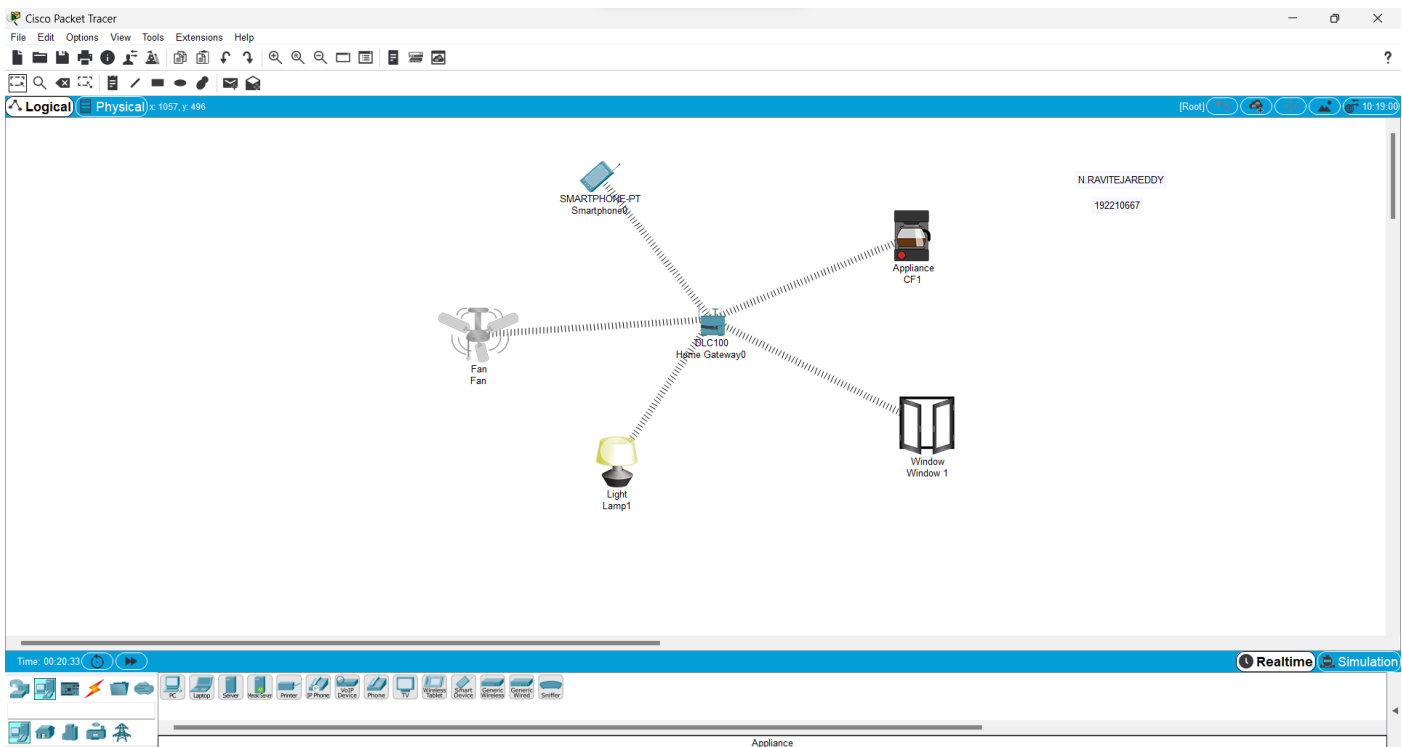 Cisco Packet Tracer
File Edit Options View Tools Extensions Help
?
Logical Physical x: 1057, y: 496 [Root] 10:19:00
N.RAVITEJAREDDY
192210667
SMARTPHONE-PT
Smartphone0
Appliance
CF1
DLC100
Home Gateway0
Fan
Fan
Window
Window 1
Light
Lamp1
Time: 00:20:33 Realtime Simulation
PC Laptop Server Printer IP Phone VoIP Device Phone TV Wireless Tablet Smart Device Generic Wireless Generic Wired Sniffer
Appliance